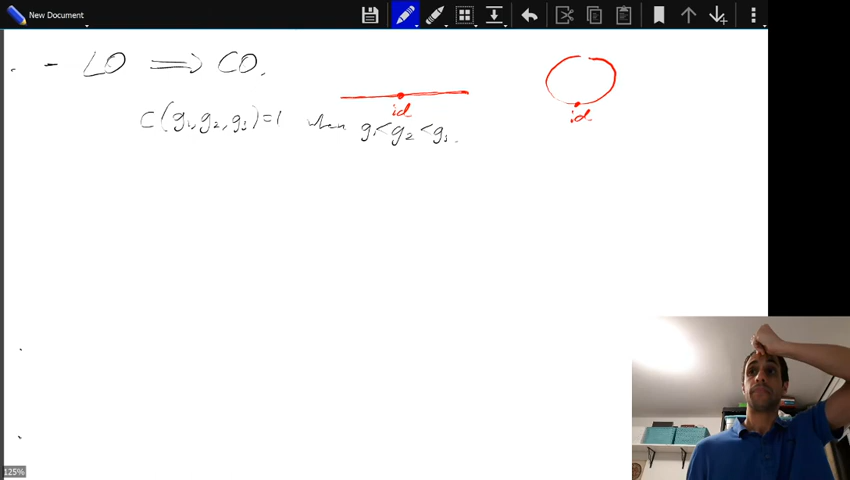 New Document
- LO ⟹ CO.
id
id
C(g₁,g₂,g₃)=1 when g₁<g₂<g₃.
125%